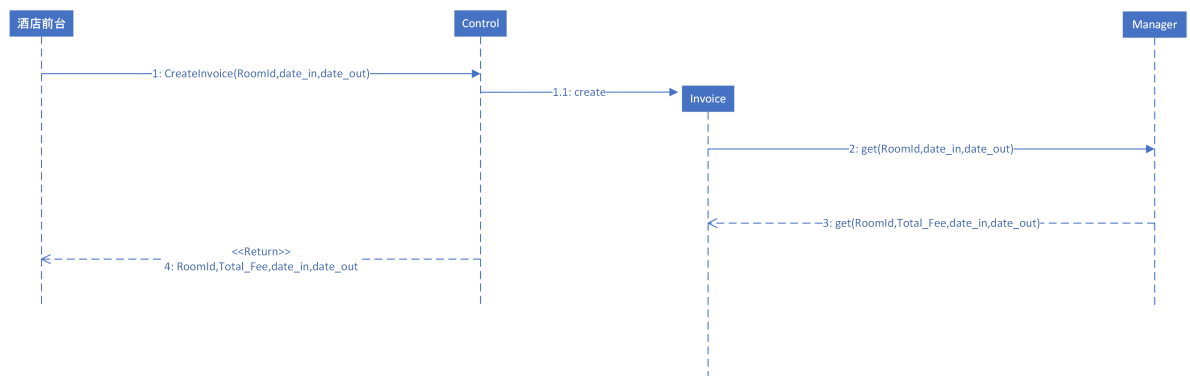 酒店前台
Control
Manager
1: CreateInvoice(RoomId,date_in,date_out)
1.1: create
Invoice
2: get(RoomId,date_in,date_out)
3: get(RoomId,Total_Fee,date_in,date_out)
<<Return>>
4: RoomId,Total_Fee,date_in,date_out